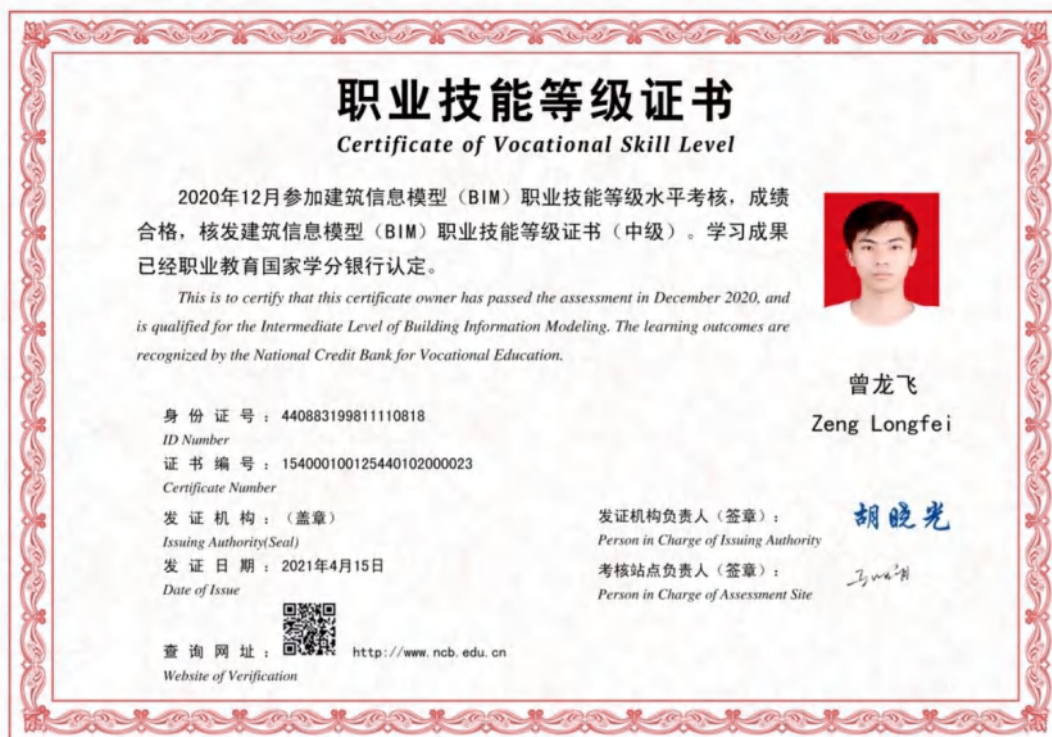 职业技能等级证书
Certificate of Vocational Skill Level
2020年12月参加建筑信息模型（BIM）职业技能等级水平考核，成绩
合格，核发建筑信息模型（BIM）职业技能等级证书（中级）。学习成果
已经职业教育国家学分银行认定。
This is to certify that this certificate owner has passed the assessment in December 2020, and
is qualified for the Intermediate Level of Building Information Modeling. The learning outcomes are
recognized by the National Credit Bank for Vocational Education.
曾龙飞
Zeng Longfei
身份证号：440883199811110818
ID Number
证书编号：154000100125440102000023
Certificate Number
发证机构：（盖章）
Issuing Authority(Seal)
发证日期：2021年4月15日
Date of Issue
查询网址： http://www.ncb.edu.cn
Website of Verification
发证机构负责人（签章）： 胡晓光
Person in Charge of Issuing Authority
考核站点负责人（签章）：
Person in Charge of Assessment Site